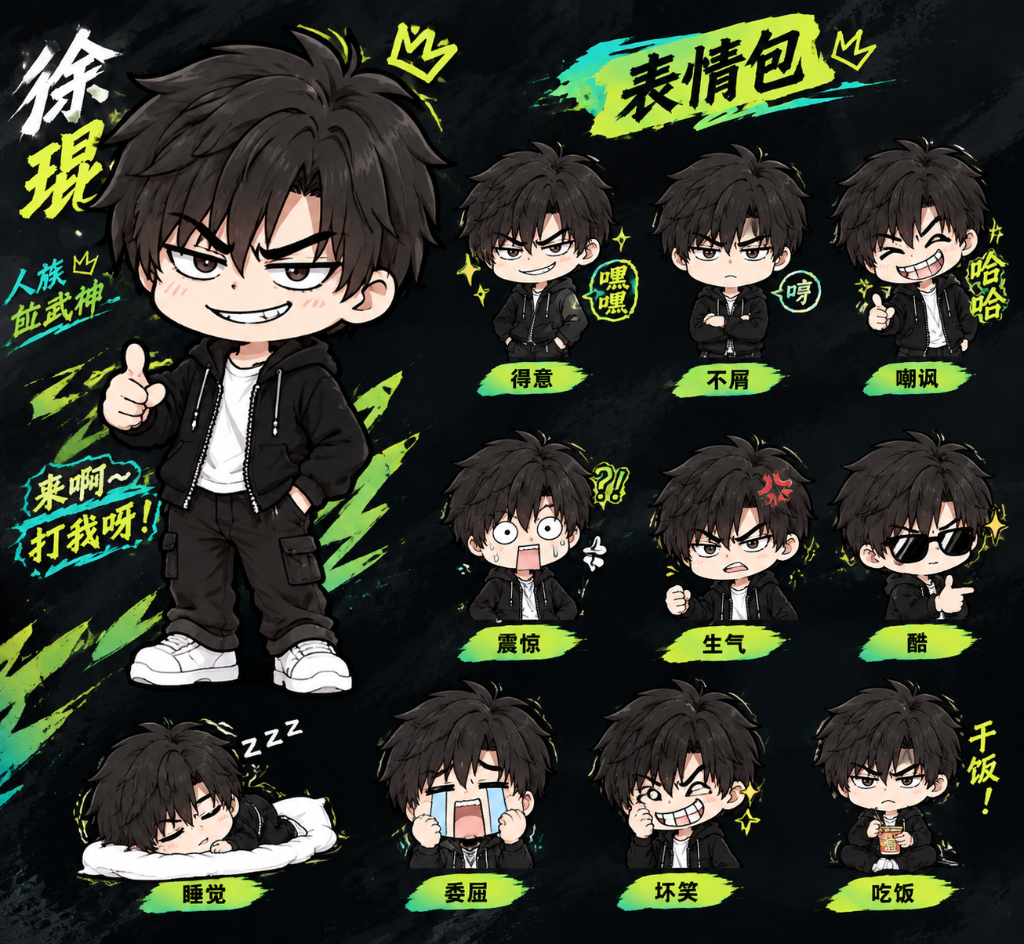 徐
琨
人族
武神
来啊~
打我呀!
表情包
嘿
嘿
得意
哼
不屑
哈
哈
嘲讽
?!
震惊
生气
酷
zzz
睡觉
委屈
坏笑
干
饭
!
吃饭